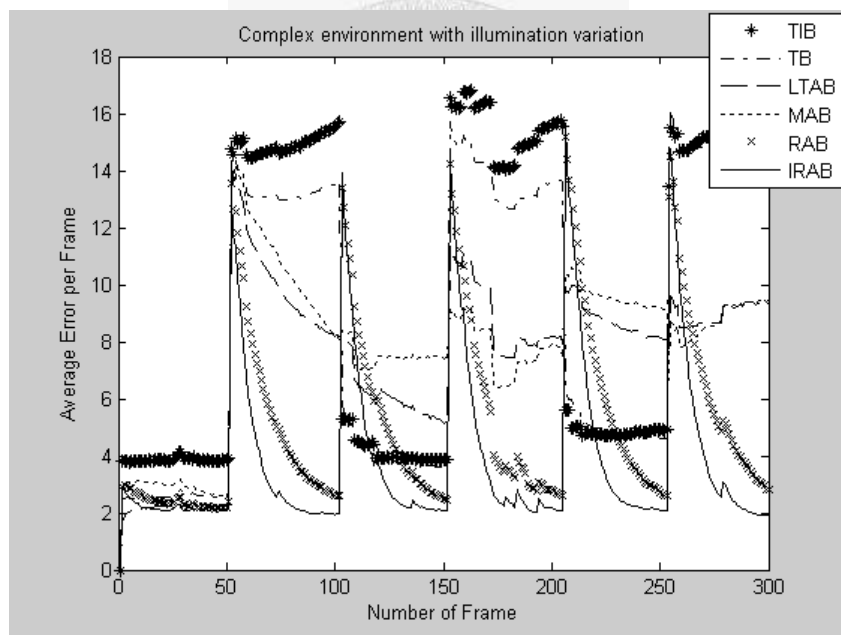 Complex environment with illumination variation
TIB
TB
LTAB
MAB
RAB
IRAB
18
16
14
12
10
8
6
4
2
0
Average Error per Frame
0 50 100 150 200 250 300
Number of Frame